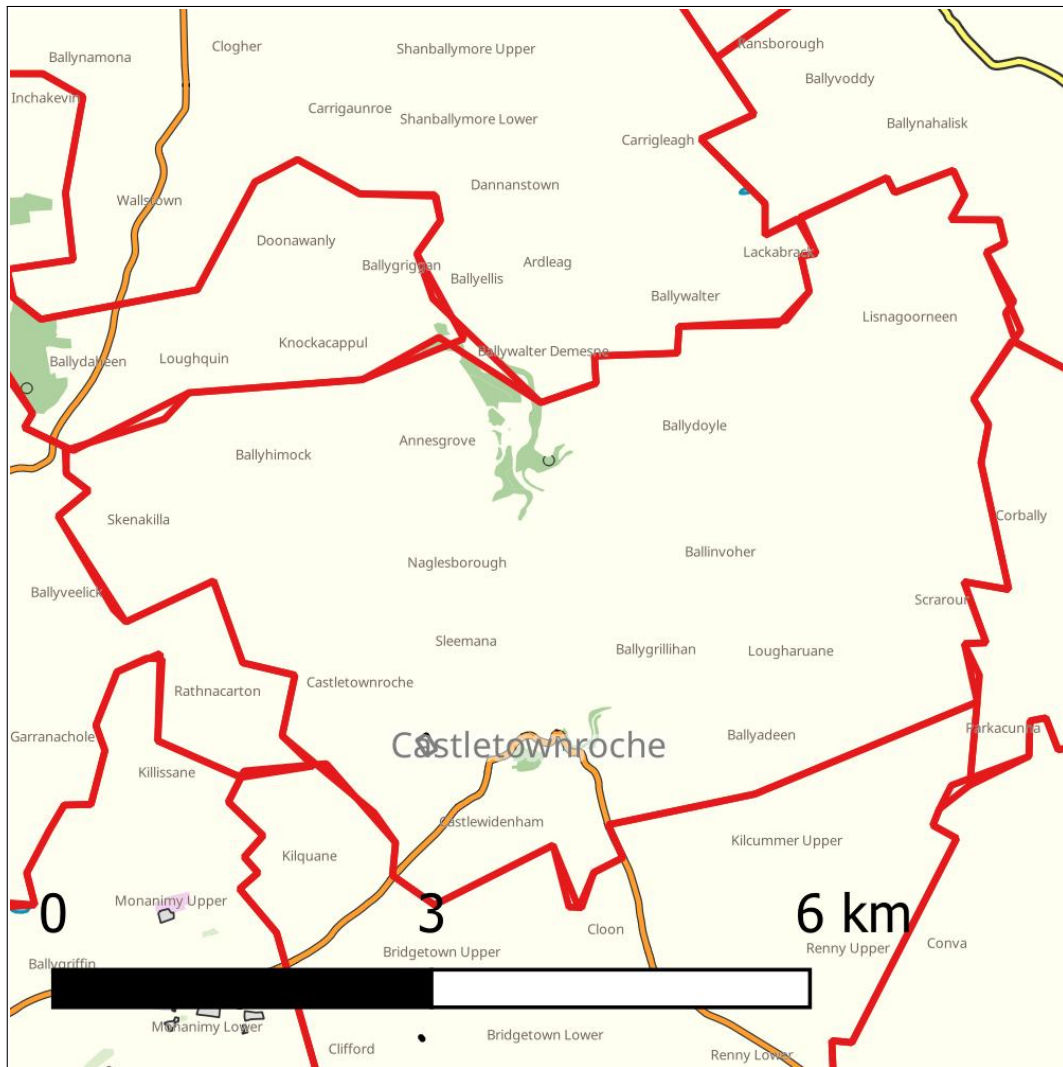 Clogher
Ransborough
Shanballymore Upper
Ballynamona
Ballyvoddy
Inchakevin
Carrigaunroe
Shanballymore Lower
Ballynahalisk
Carrigleagh
Dannanstown
Wallstown
Doonawanly
Lackabrack
Ardleag
Ballygriggan
Ballyellis
Ballywalter
Lisnagoorneen
Knockacappul
Ballywalter Demesne
Loughquin
Ballydaheen
Ballydoyle
Annesgrove
Ballyhimock
Corbally
Skenakilla
Ballinvoher
Naglesborough
Ballyveelick
Scrarour
Sleemana
Ballygrillihan
Lougharuane
Castletownroche
Rathnacarton
Parkacunna
Ballyadeen
Garranachole
Castletownroche
Killissane
Castlewidenham
Kilcummer Upper
Kilquane
Monanimy Upper
0 3 6 km
Cloon
Conva
Renny Upper
Bridgetown Upper
Ballygriffin
Monanimy Lower
Bridgetown Lower
Clifford
Renny Lower